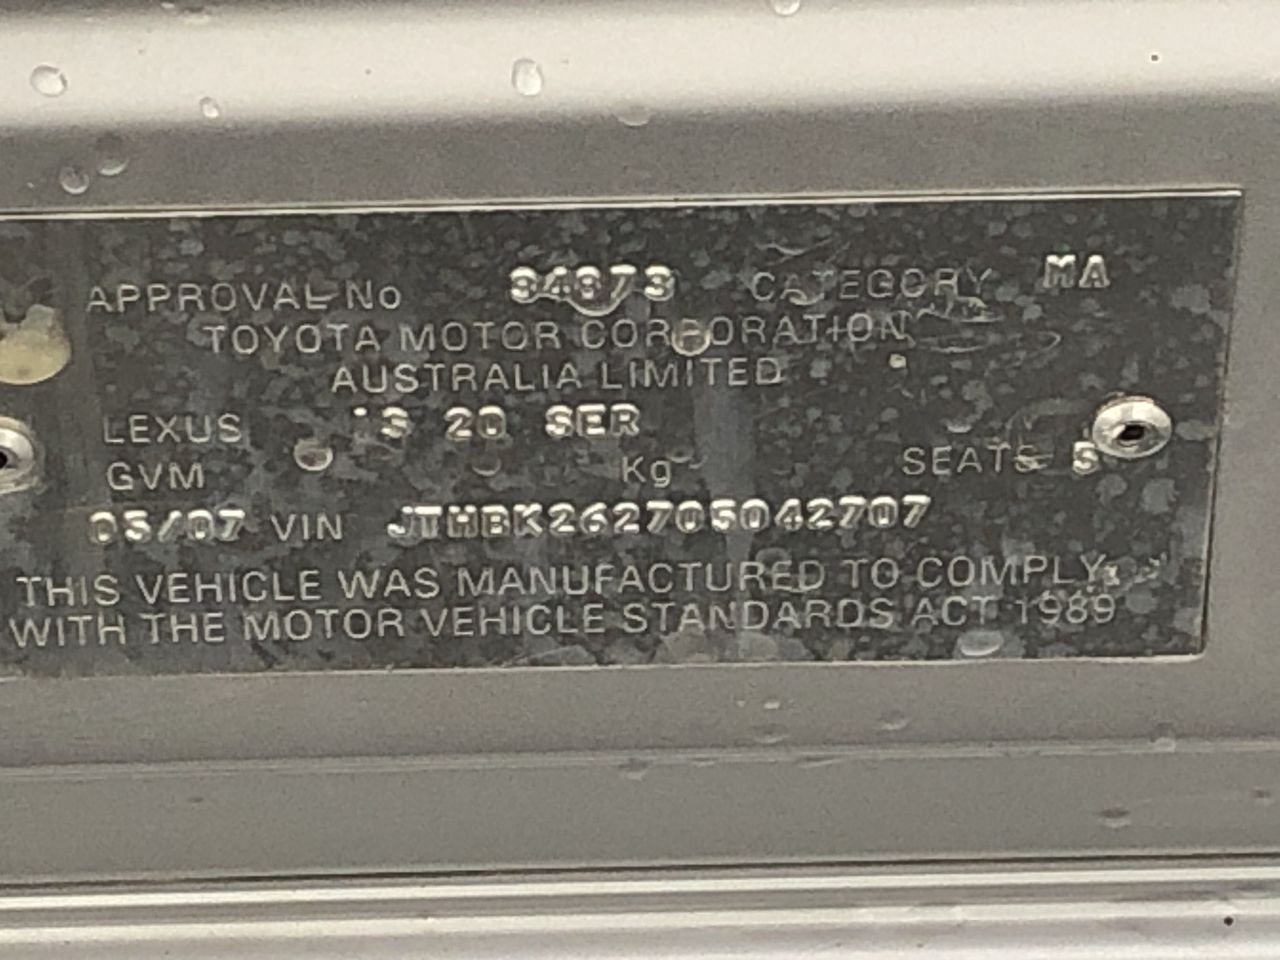 APPROVAL No CATEGORY MA
TOYOTA MOTOR CORPORATION
AUSTRALIA LIMITED
LEXUS IS 20 SER
GVM Kg SEATS 5
05/07 VIN JTHBK262705042707
THIS VEHICLE WAS MANUFACTURED TO COMPLY
WITH THE MOTOR VEHICLE STANDARDS ACT 1989